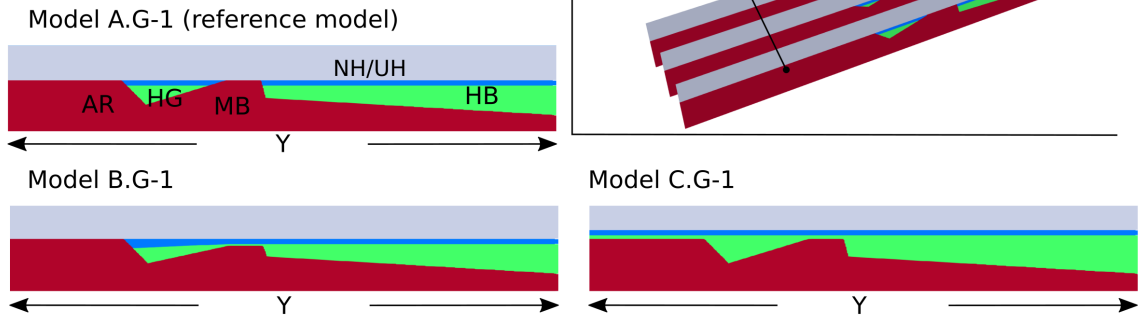 Model A.G-1 (reference model)
NH/UH
AR HG MB HB
Y
Model B.G-1
Model C.G-1
Y
Y